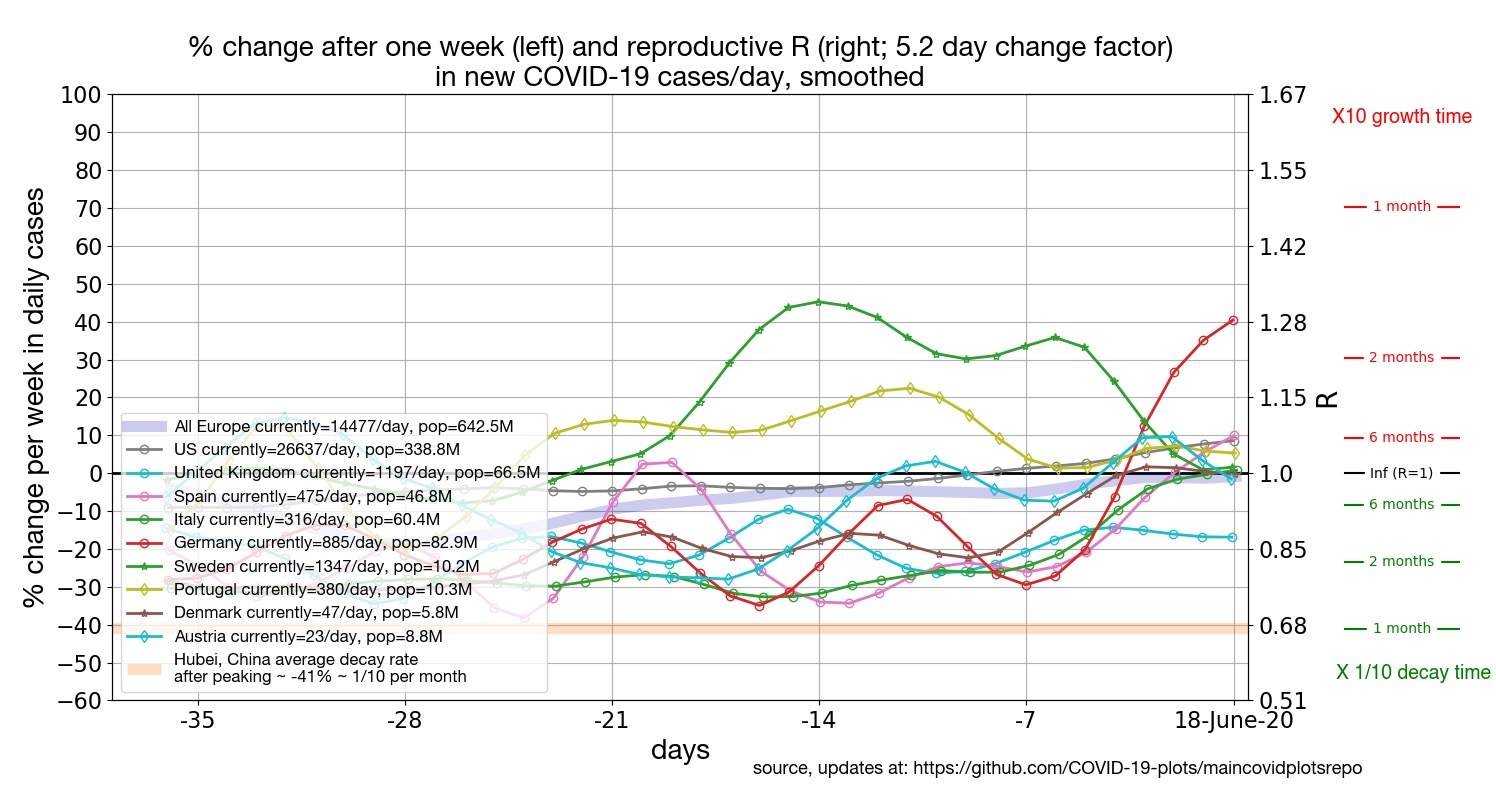 % change after one week (left) and reproductive R (right; 5.2 day change factor)
in new COVID-19 cases/day, smoothed
% change per week in daily cases
100
90
80
70
60
50
40
30
20
10
0
−10
−20
−30
−40
−50
−60
All Europe currently=14477/day, pop=642.5M
US currently=26637/day, pop=338.8M
United Kingdom currently=1197/day, pop=66.5M
Spain currently=475/day, pop=46.8M
Italy currently=316/day, pop=60.4M
Germany currently=885/day, pop=82.9M
Sweden currently=1347/day, pop=10.2M
Portugal currently=380/day, pop=10.3M
Denmark currently=47/day, pop=5.8M
Austria currently=23/day, pop=8.8M
Hubei, China average decay rate
after peaking ~ -41% ~ 1/10 per month
-35
-28
-21
-14
-7
18-June-20
days
1.67
1.55
1.42
1.28
1.15
1.0
0.85
0.68
0.51
R
X10 growth time
1 month
2 months
6 months
Inf (R=1)
6 months
2 months
1 month
X 1/10 decay time
source, updates at: https://github.com/COVID-19-plots/maincovidplotsrepo